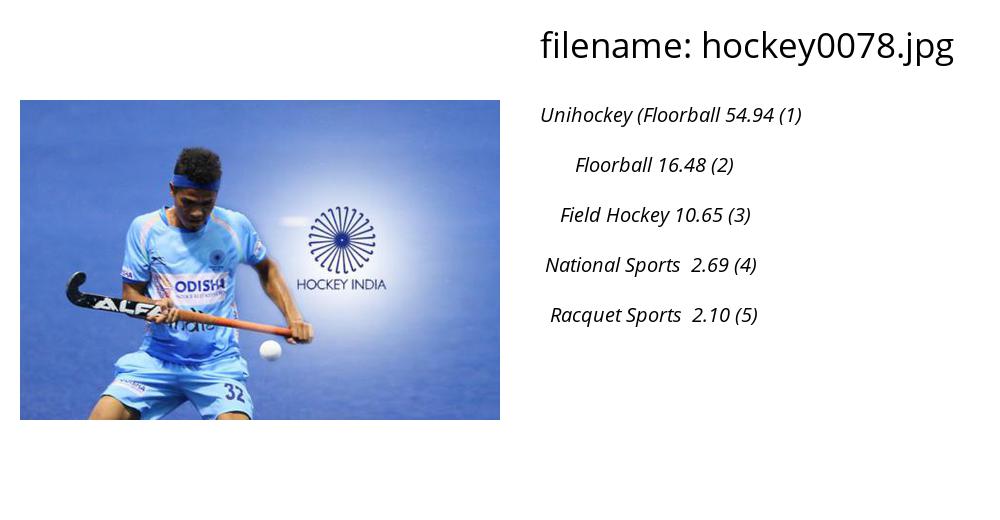 filename: hockey0078.jpg
Unihockey (Floorball 54.94 (1)
Floorball 16.48 (2)
Field Hockey 10.65 (3)
National Sports 2.69 (4)
Racquet Sports 2.10 (5)
HOCKEY INDIA
ODISHA
ALFA
32